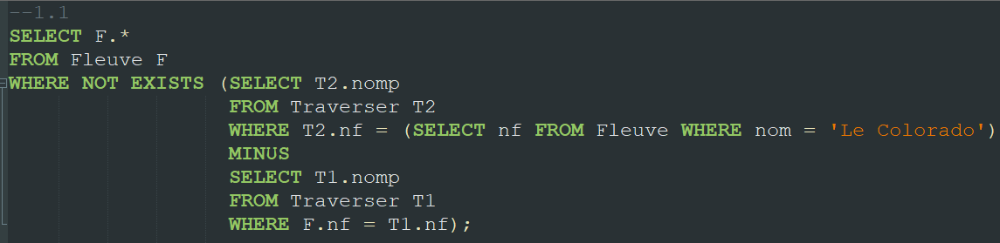 --1.1
SELECT F.*
FROM Fleuve F
WHERE NOT EXISTS (SELECT T2.nomp
FROM Traverser T2
WHERE T2.nf = (SELECT nf FROM Fleuve WHERE nom = 'Le Colorado')
MINUS
SELECT T1.nomp
FROM Traverser T1
WHERE F.nf = T1.nf);